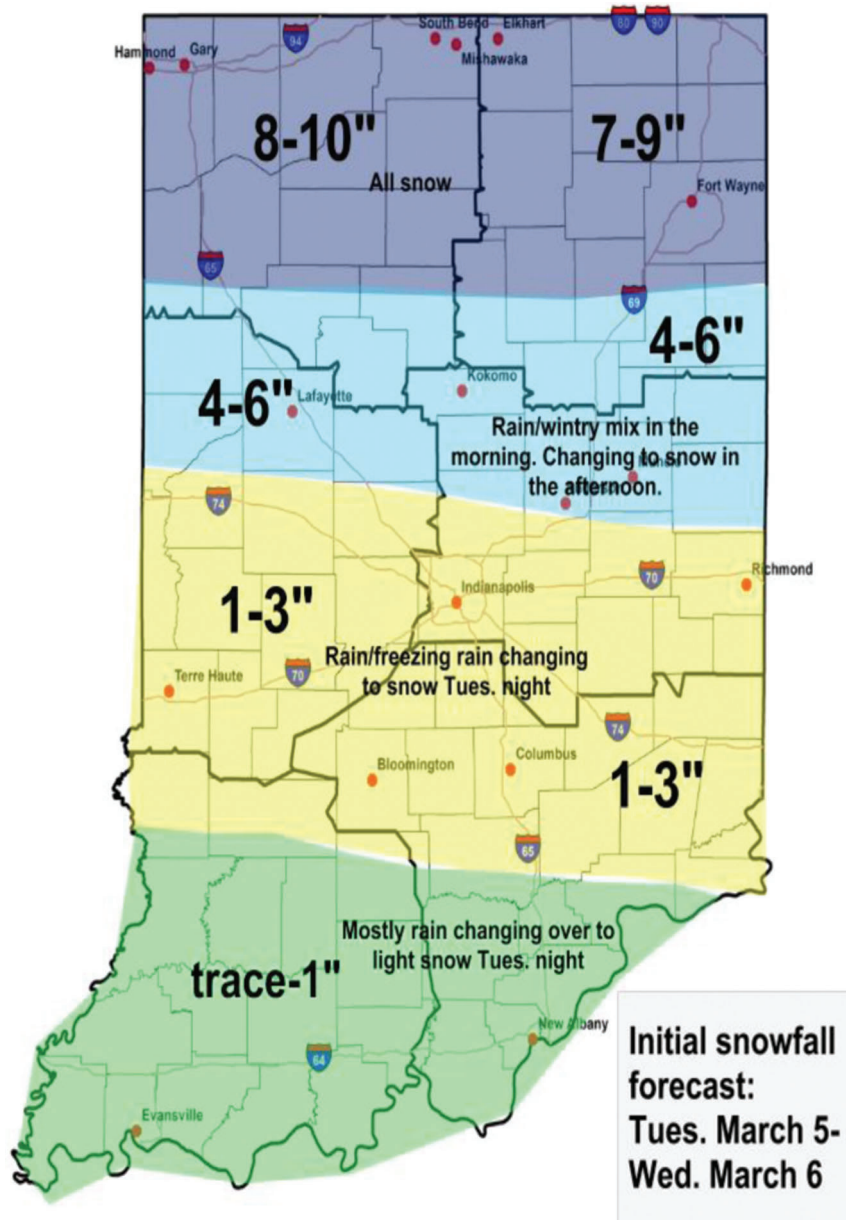 South Bend
Elkhart
80
90
94
Hammond
Gary
Mishawaka
8-10"
7-9"
All snow
Fort Wayne
65
69
4-6"
Kokomo
4-6"
Lafayette
Rain/wintry mix in the
morning. Changing to snow in
the afternoon.
74
Indianapolis
70
Richmond
1-3"
Rain/freezing rain changing
to snow Tues. night
Terre Haute
70
74
Bloomington
Columbus
1-3"
65
Mostly rain changing over to
light snow Tues. night
trace-1"
New Albany
64
Evansville
Initial snowfall
forecast:
Tues. March 5-
Wed. March 6